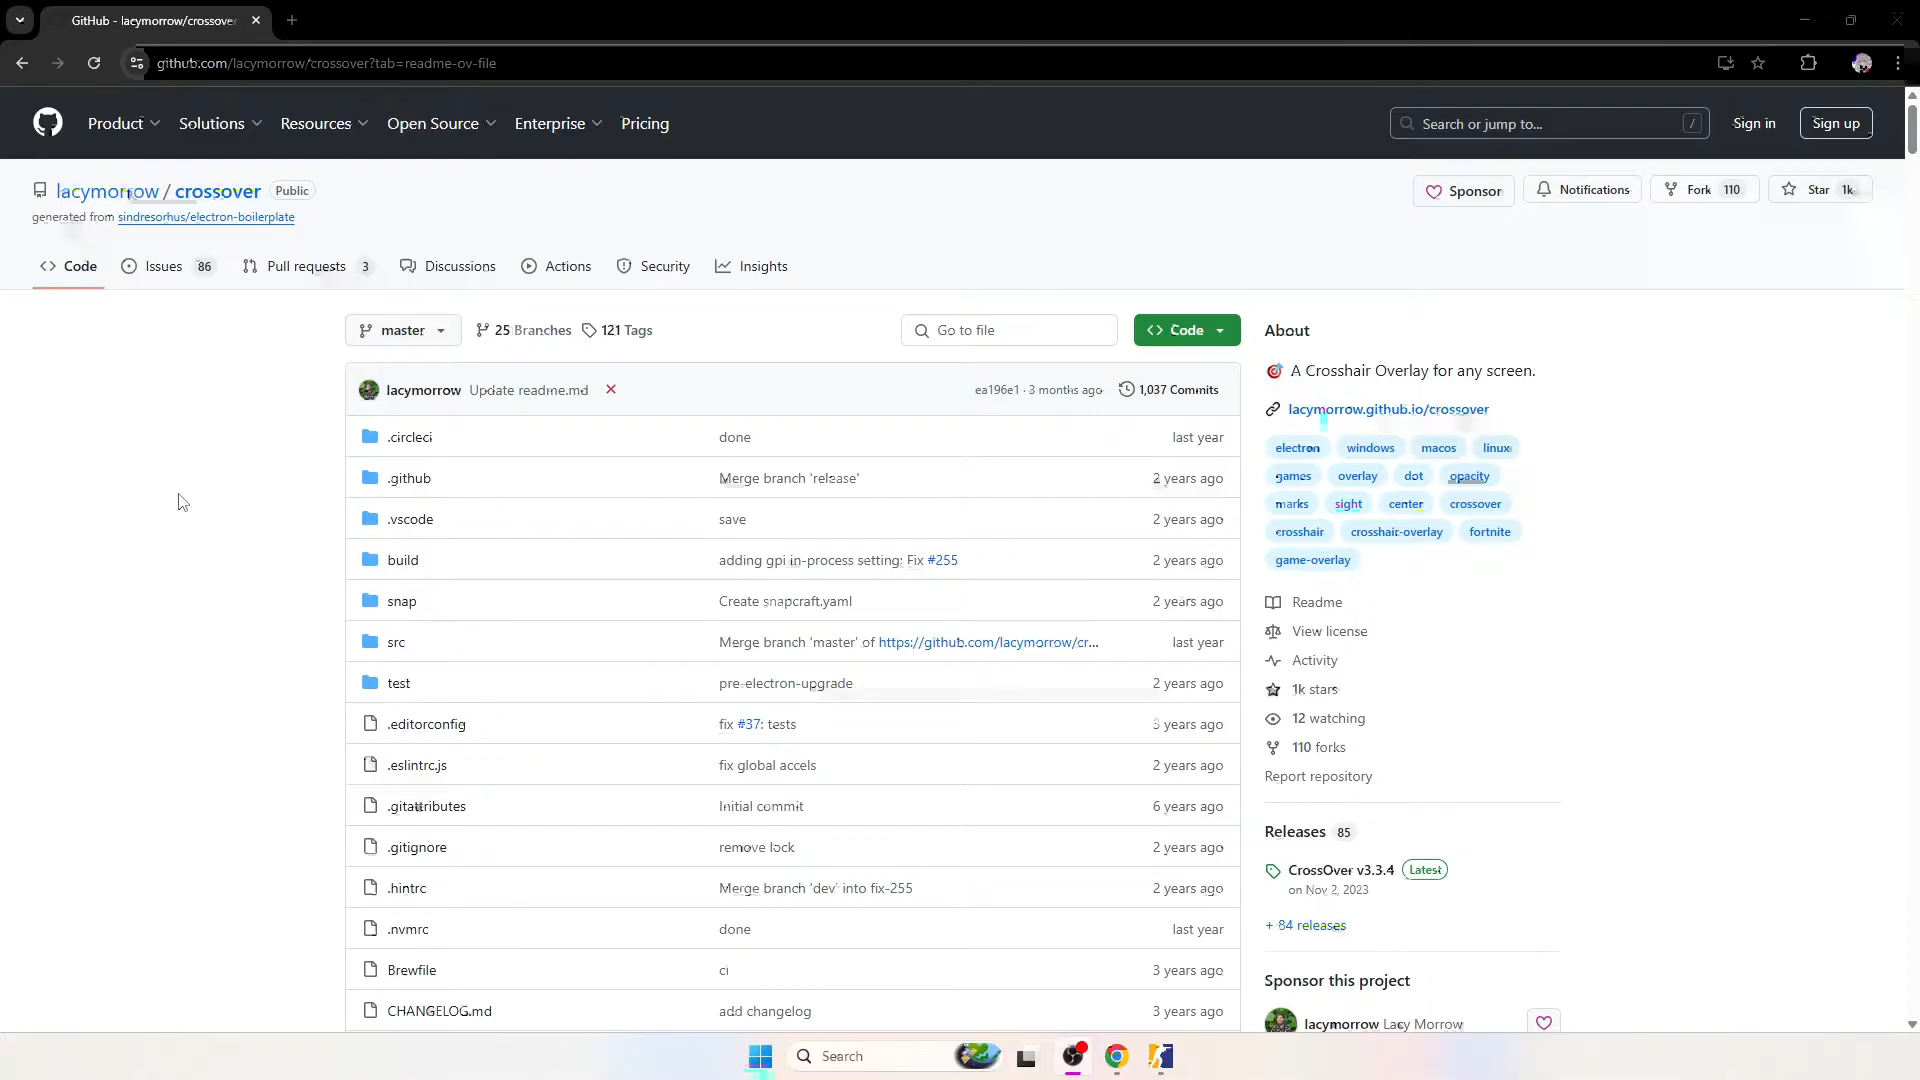 GitHub - lacymorrow/crossover
github.com/lacymorrow/crossover?tab=readme-ov-file
Product Solutions Resources Open Source Enterprise Pricing Search or jump to... / Sign in Sign up
lacymorrow / crossover Public Sponsor Notifications Fork 110 Star 1k
generated from sindresorhus/electron-boilerplate
Code Issues 86 Pull requests 3 Discussions Actions Security Insights
master 25 Branches 121 Tags Go to file Code
lacymorrow Update readme.md ea196e1 · 3 months ago 1,037 Commits
.circleci done last year
.github Merge branch 'release' 2 years ago
.vscode save 2 years ago
build adding gpi in-process setting: Fix #255 2 years ago
snap Create snapcraft.yaml 2 years ago
src Merge branch 'master' of https://github.com/lacymorrow/cr... last year
test pre-electron-upgrade 2 years ago
.editorconfig fix #37: tests 3 years ago
.eslintrc.js fix global accels 2 years ago
.gitattributes Initial commit 6 years ago
.gitignore remove lock 2 years ago
.hintrc Merge branch 'dev' into fix-255 2 years ago
.nvmrc done last year
Brewfile ci 3 years ago
CHANGELOG.md add changelog 3 years ago
About
A Crosshair Overlay for any screen.
lacymorrow.github.io/crossover
electron windows macos linux
games overlay dot opacity
marks sight center crossover
crosshair crosshair-overlay fortnite
game-overlay
Readme
View license
Activity
1k stars
12 watching
110 forks
Report repository
Releases 85
CrossOver v3.3.4 Latest
on Nov 2, 2023
+ 84 releases
Sponsor this project
lacymorrow Lacy Morrow
Search